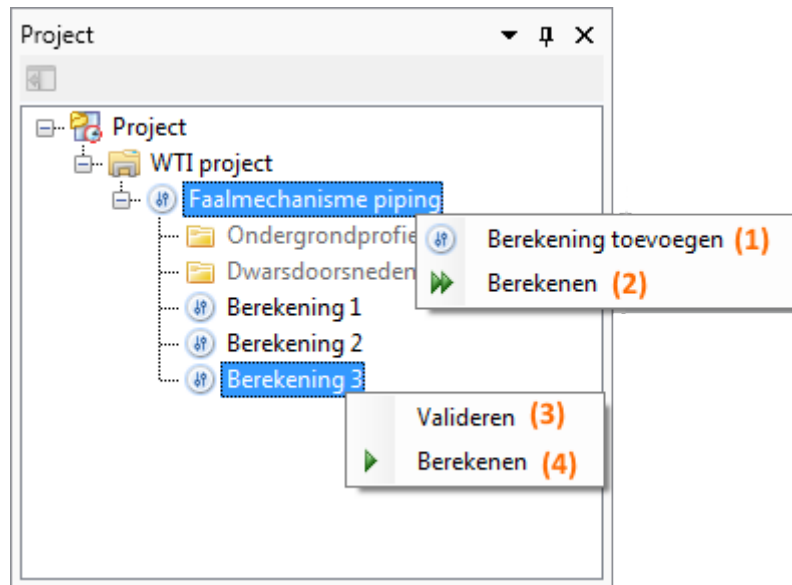 Project
Project
WTI project
Faalmechanisme piping
Ondergrondprofie
Berekening toevoegen (1)
Dwarsdoorsneden
Berekenen (2)
Berekening 1
Berekening 2
Berekening 3
Valideren (3)
Berekenen (4)